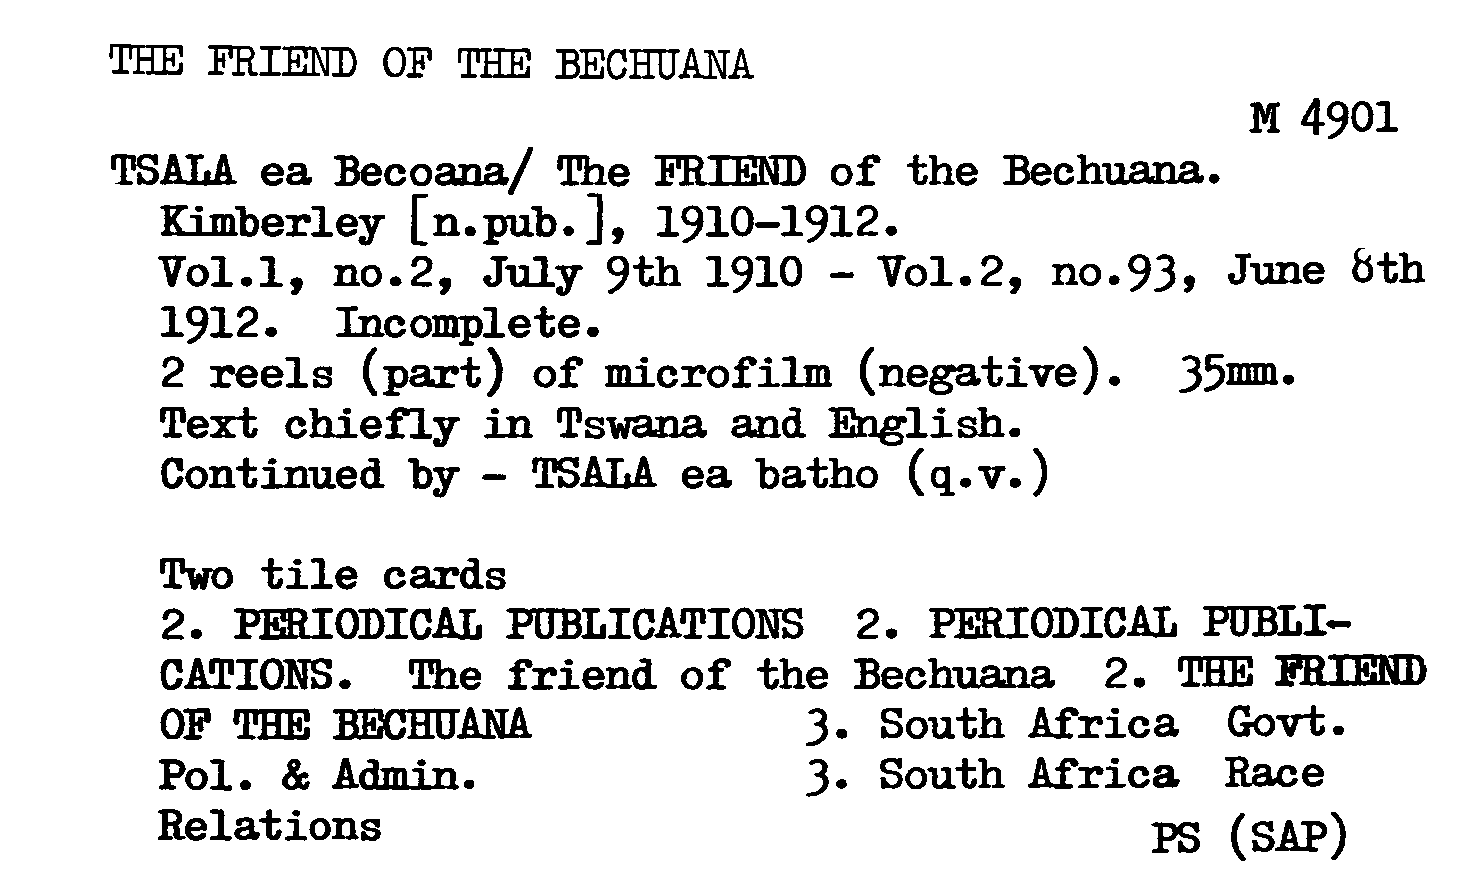 THE FRIEND OF THE BECHUANA
M 4901
TSALA ea Becoana/ The FRIEND of the Bechuana.
Kimberley [n.pub.], 1910-1912.
Vol.1, no.2, July 9th 1910 - Vol.2, no.93, June 8th
1912. Incomplete.
2 reels (part) of microfilm (negative). 35mm.
Text chiefly in Tswana and English.
Continued by - TSALA ea batho (q.v.)
Two tile cards
2. PERIODICAL PUBLICATIONS 2. PERIODICAL PUBLI-
CATIONS. The friend of the Bechuana 2. THE FRIEND
OF THE BECHUANA 3. South Africa Govt.
Pol. & Admin. 3. South Africa Race
Relations
PS (SAP)